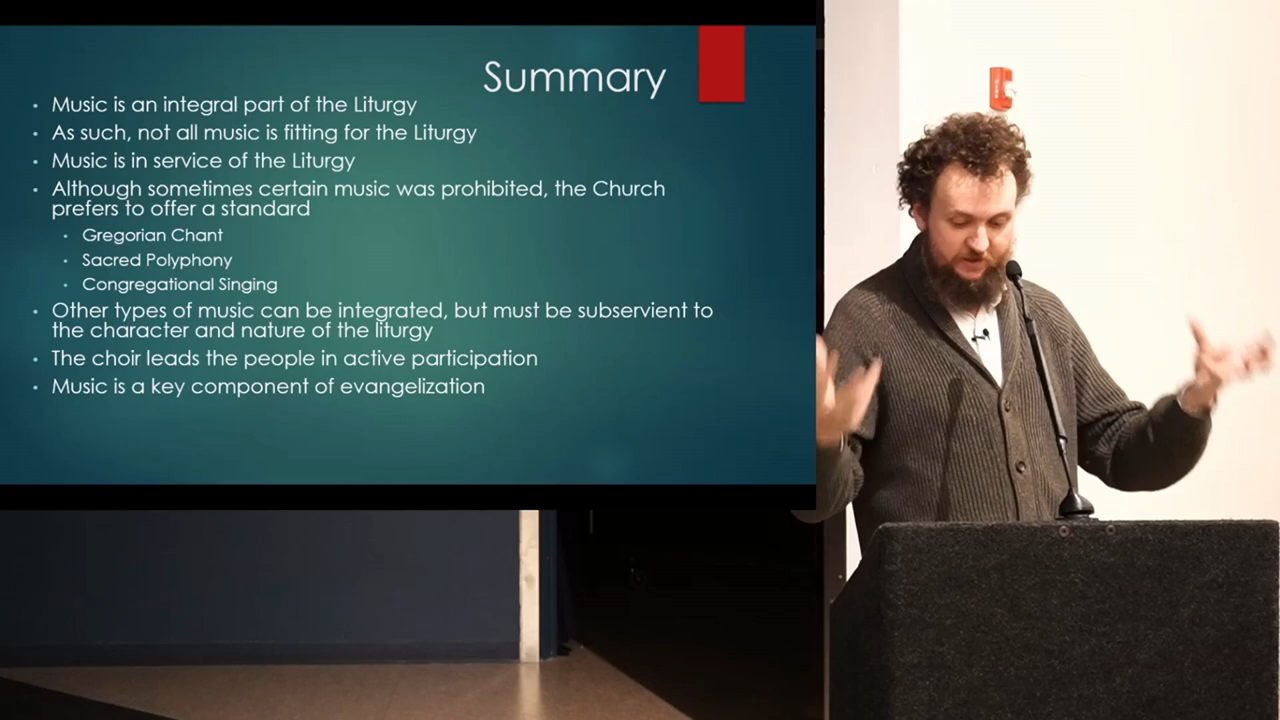 Summary
• Music is an integral part of the Liturgy
• As such, not all music is fitting for the Liturgy
• Music is in service of the Liturgy
• Although sometimes certain music was prohibited, the Church
prefers to offer a standard
• Gregorian Chant
• Sacred Polyphony
• Congregational Singing
• Other types of music can be integrated, but must be subservient to
the character and nature of the liturgy
• The choir leads the people in active participation
• Music is a key component of evangelization